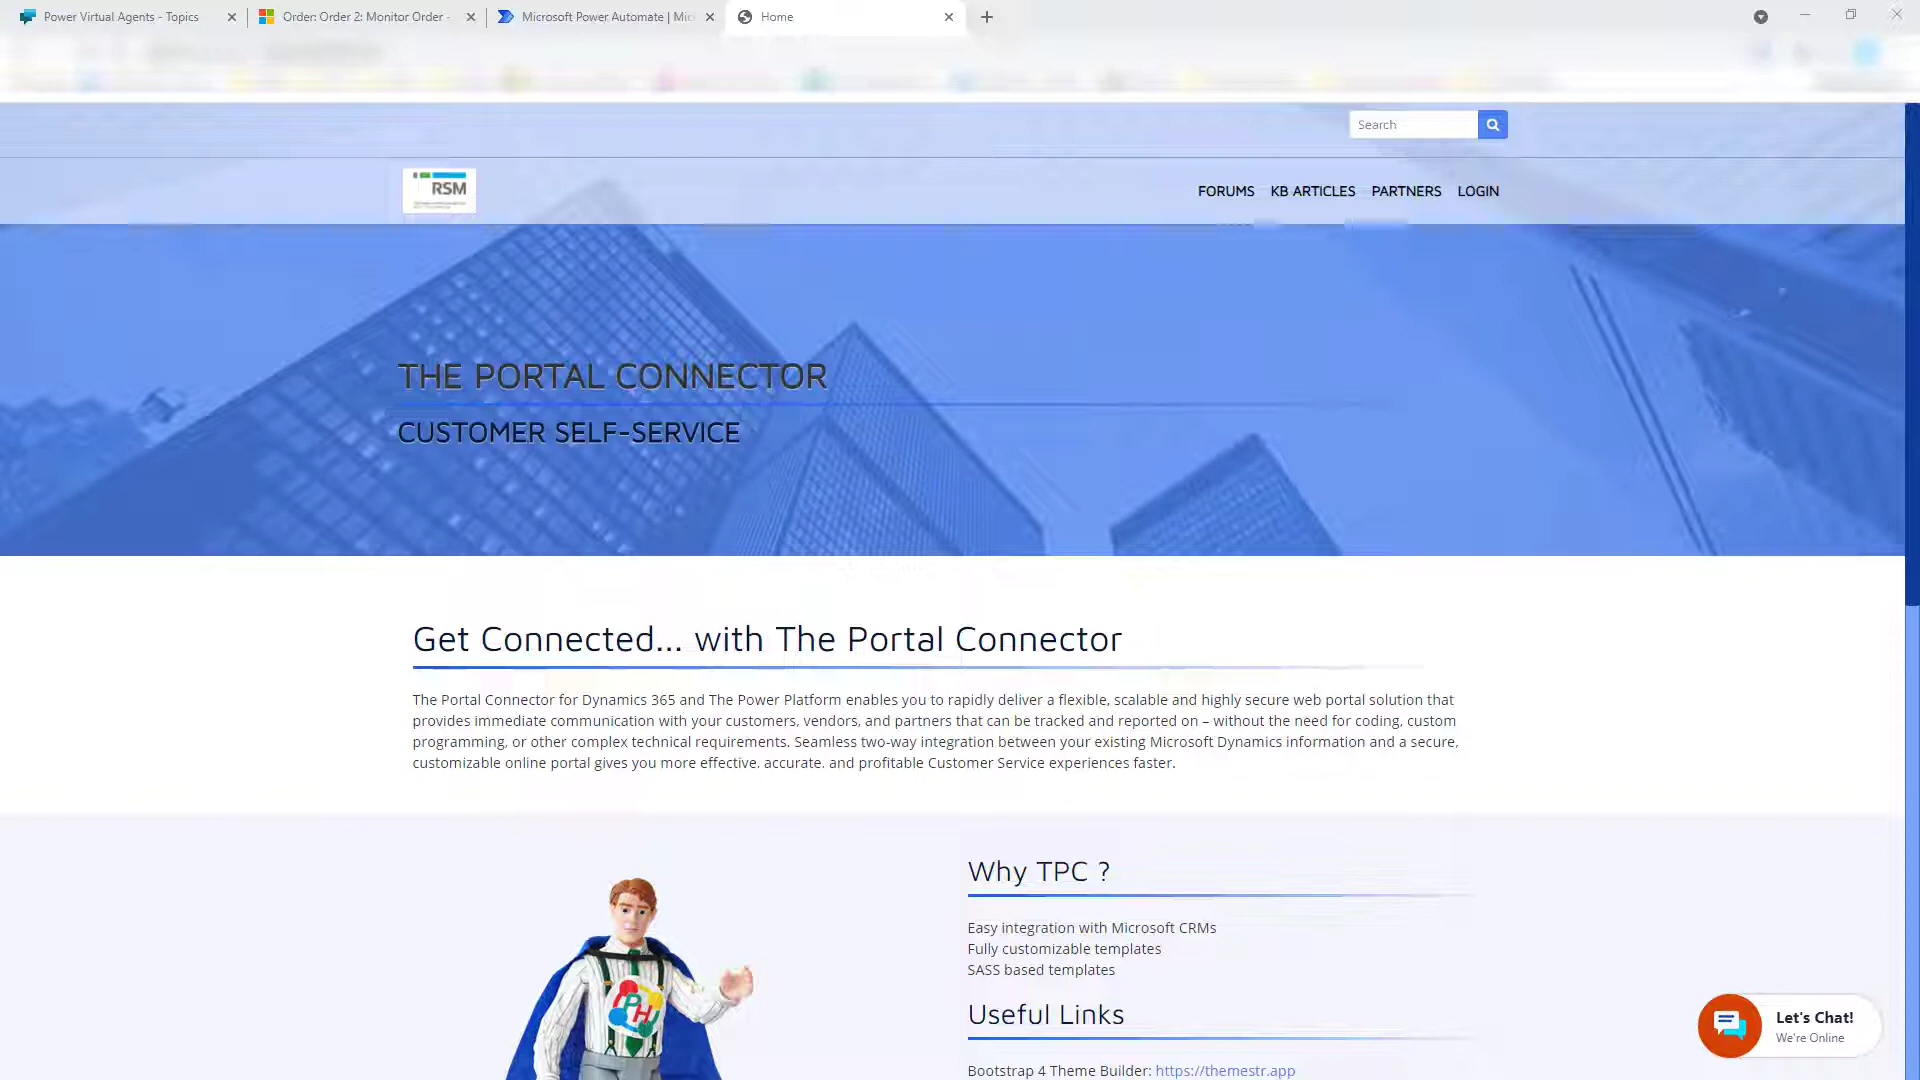 Power Virtual Agents - Topics
Order: Order 2: Monitor Order -
Microsoft Power Automate | Mic
Home
Search
RSM
FORUMS KB ARTICLES PARTNERS LOGIN
THE PORTAL CONNECTOR
CUSTOMER SELF-SERVICE
Get Connected... with The Portal Connector
The Portal Connector for Dynamics 365 and The Power Platform enables you to rapidly deliver a flexible, scalable and highly secure web portal solution that
provides immediate communication with your customers, vendors, and partners that can be tracked and reported on – without the need for coding, custom
programming, or other complex technical requirements. Seamless two-way integration between your existing Microsoft Dynamics information and a secure,
customizable online portal gives you more effective, accurate, and profitable Customer Service experiences faster.
Why TPC ?
Easy integration with Microsoft CRMs
Fully customizable templates
SASS based templates
PH
Useful Links
Bootstrap 4 Theme Builder: https://themestr.app
Let's Chat!
We're Online